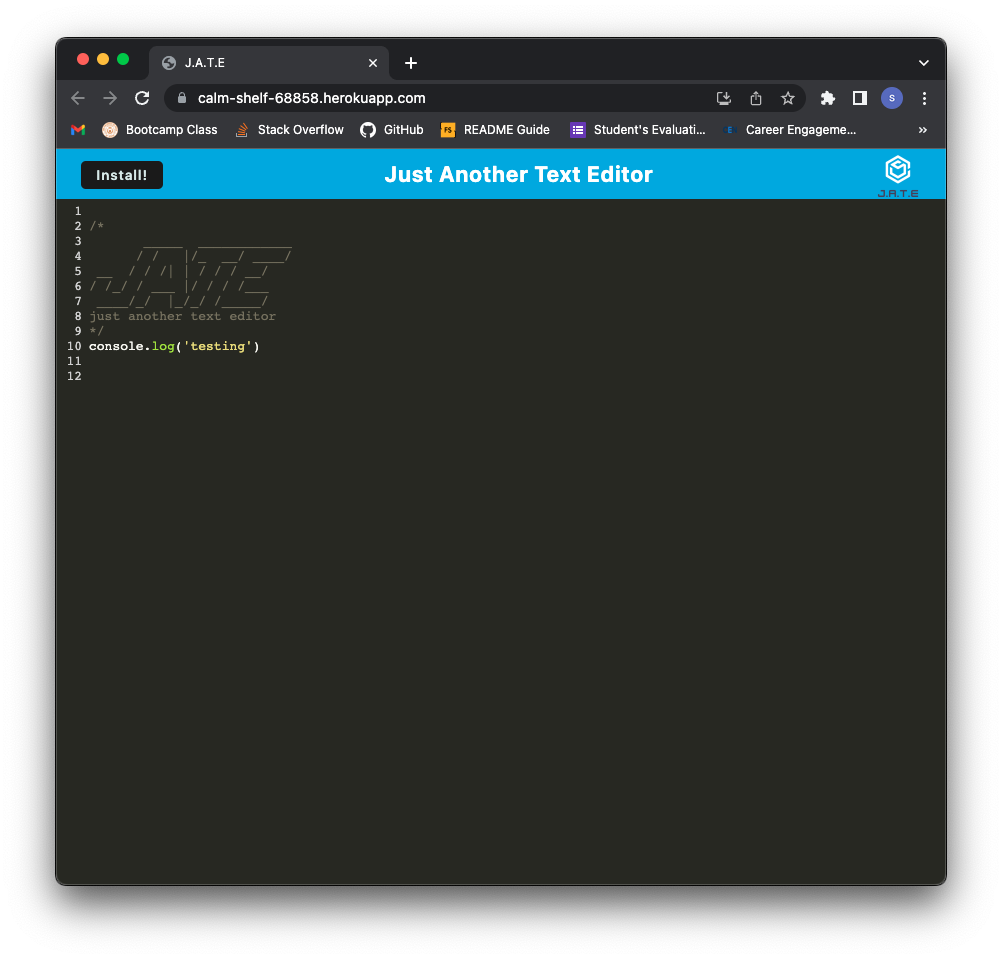 J.A.T.E
calm-shelf-68858.herokuapp.com
S
Bootcamp Class Stack Overflow GitHub FS README Guide Student's Evaluati... E Career Engageme... »
Install! Just Another Text Editor
J.A.T.E
1
2 /*
3        _____  ____________
4       / /   |/_  __/ ____/
5  __  / / /| | / / / __/
6 / /_/ / ___ |/ / / /___
7  ____/_/  |_/_/ /_____/
8 just another text editor
9 */
10 console.log('testing')
11
12